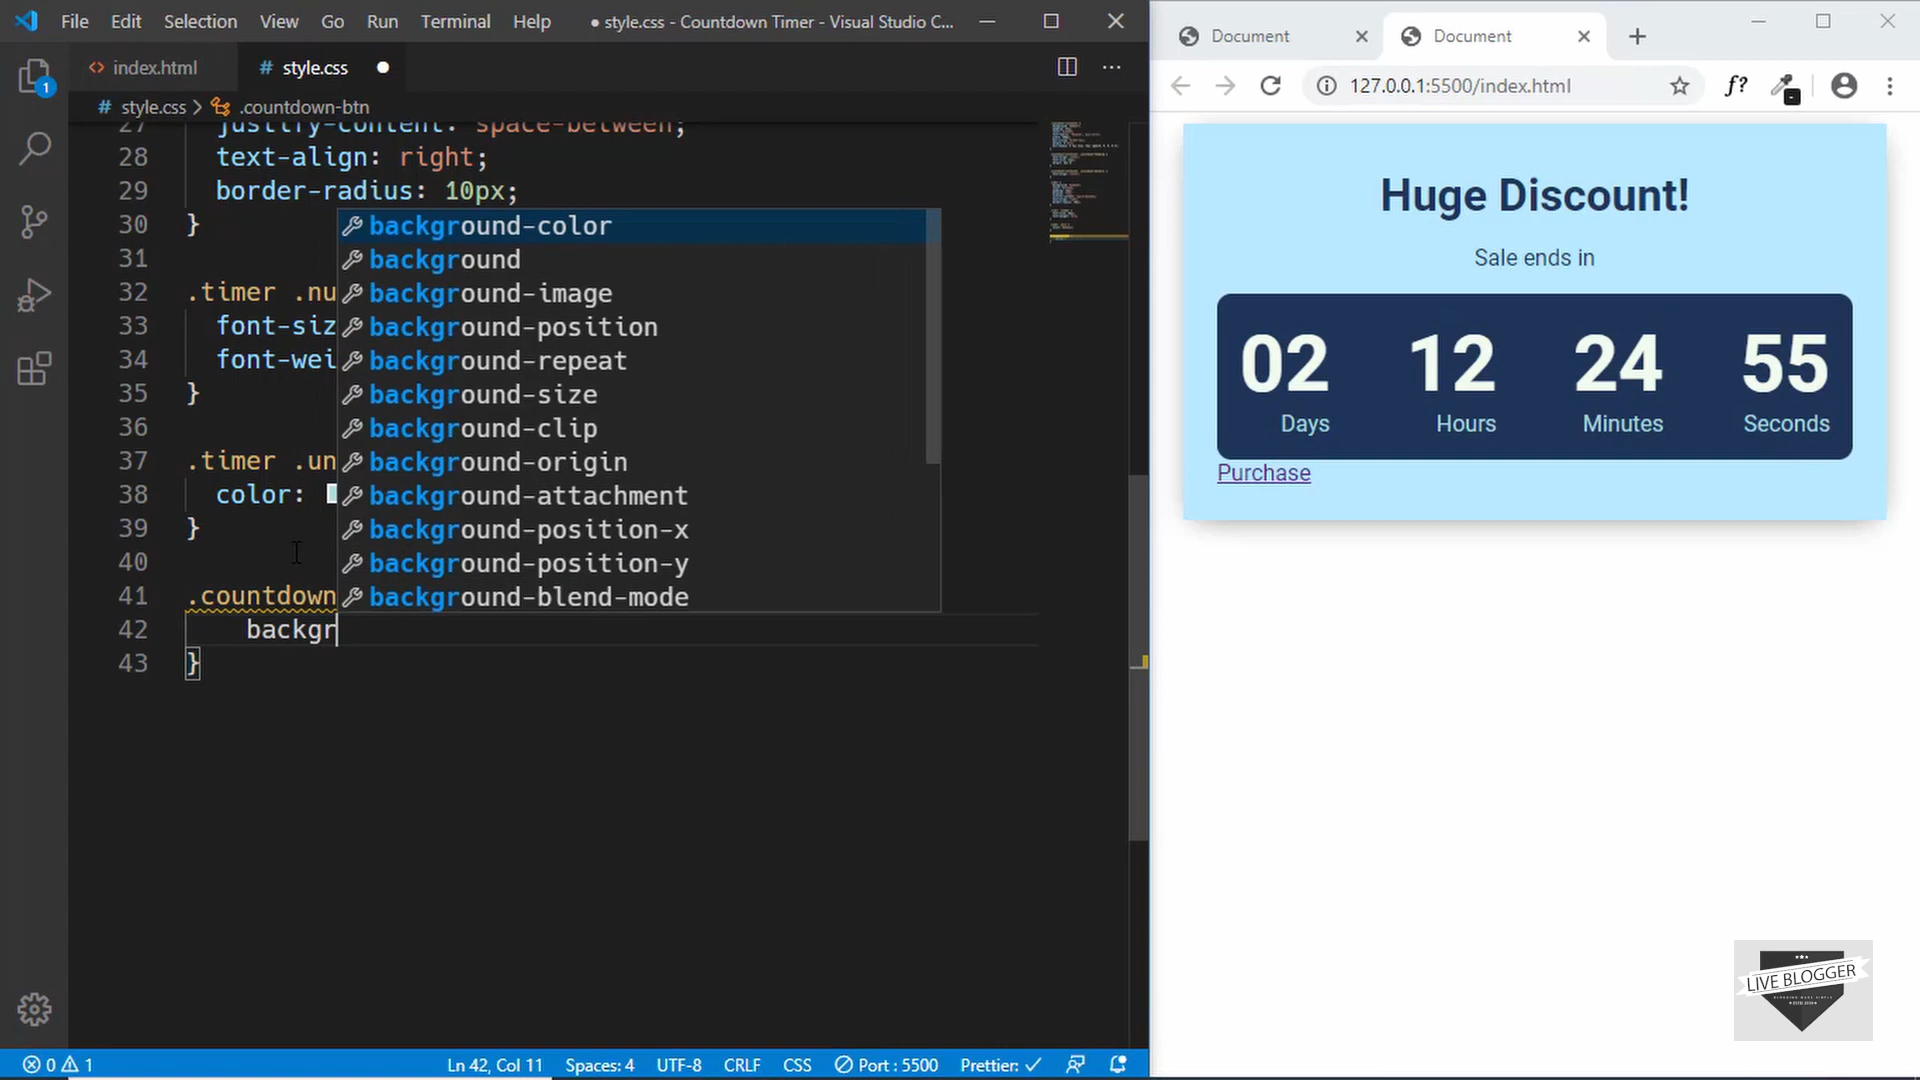 File Edit Selection View Go Run Terminal Help ● style.css - Countdown Timer - Visual Studio C...
index.html # style.css ●
# style.css > .countdown-btn
27 justify-content: space-between;
28 text-align: right;
29 border-radius: 10px;
30 }
31
32 .timer .nu
33 font-siz
34 font-wei
35 }
36
37 .timer .un
38 color:
39 }
40
41 .countdown
42 backgr
43 }
background-color
background
background-image
background-position
background-repeat
background-size
background-clip
background-origin
background-attachment
background-position-x
background-position-y
background-blend-mode
1
0 1 Ln 42, Col 11 Spaces: 4 UTF-8 CRLF CSS Port : 5500 Prettier: ✓
Document Document
127.0.0.1:5500/index.html f?
Huge Discount!
Sale ends in
02 12 24 55
Days Hours Minutes Seconds
Purchase
LIVE BLOGGER